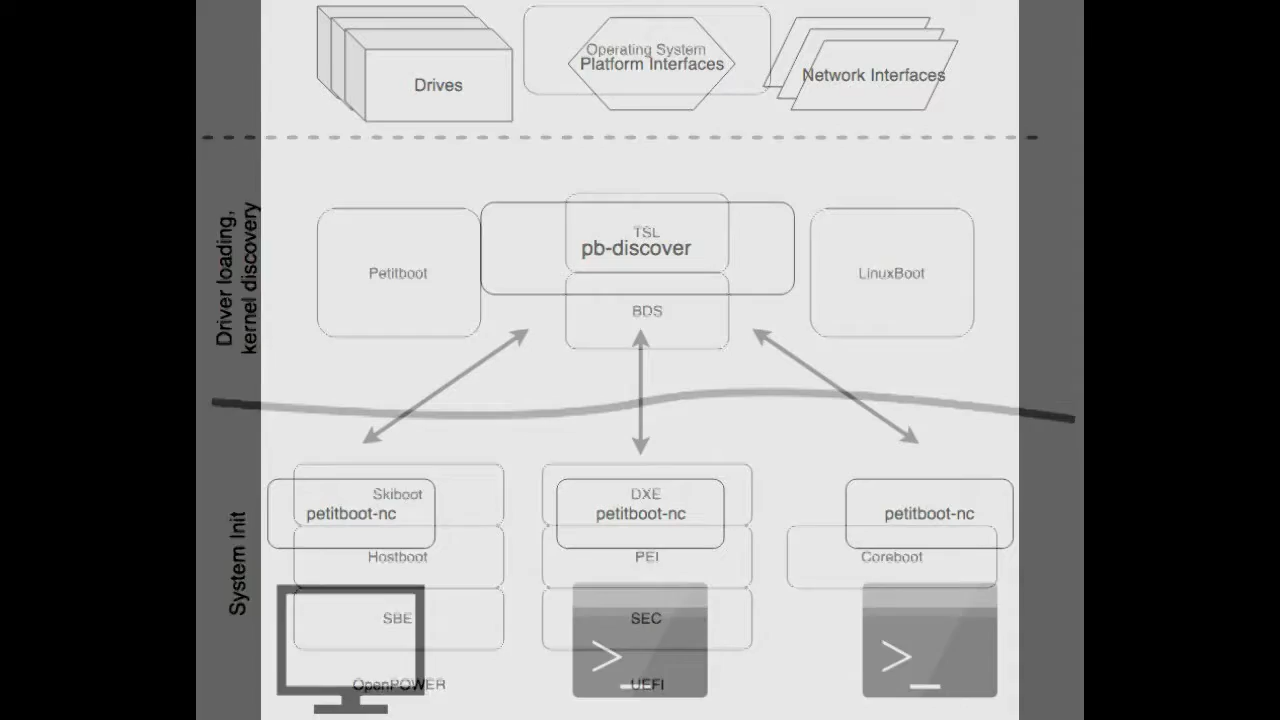 Operating System
Platform Interfaces
Drives
Network Interfaces
Driver loading,
kernel discovery
TSL
pb-discover
Petitboot
LinuxBoot
BDS
System Init
Skiboot
petitboot-nc
DXE
petitboot-nc
petitboot-nc
Hostboot
PEI
Coreboot
SBE
SEC
>_
>_
OpenPOWER
UEFI